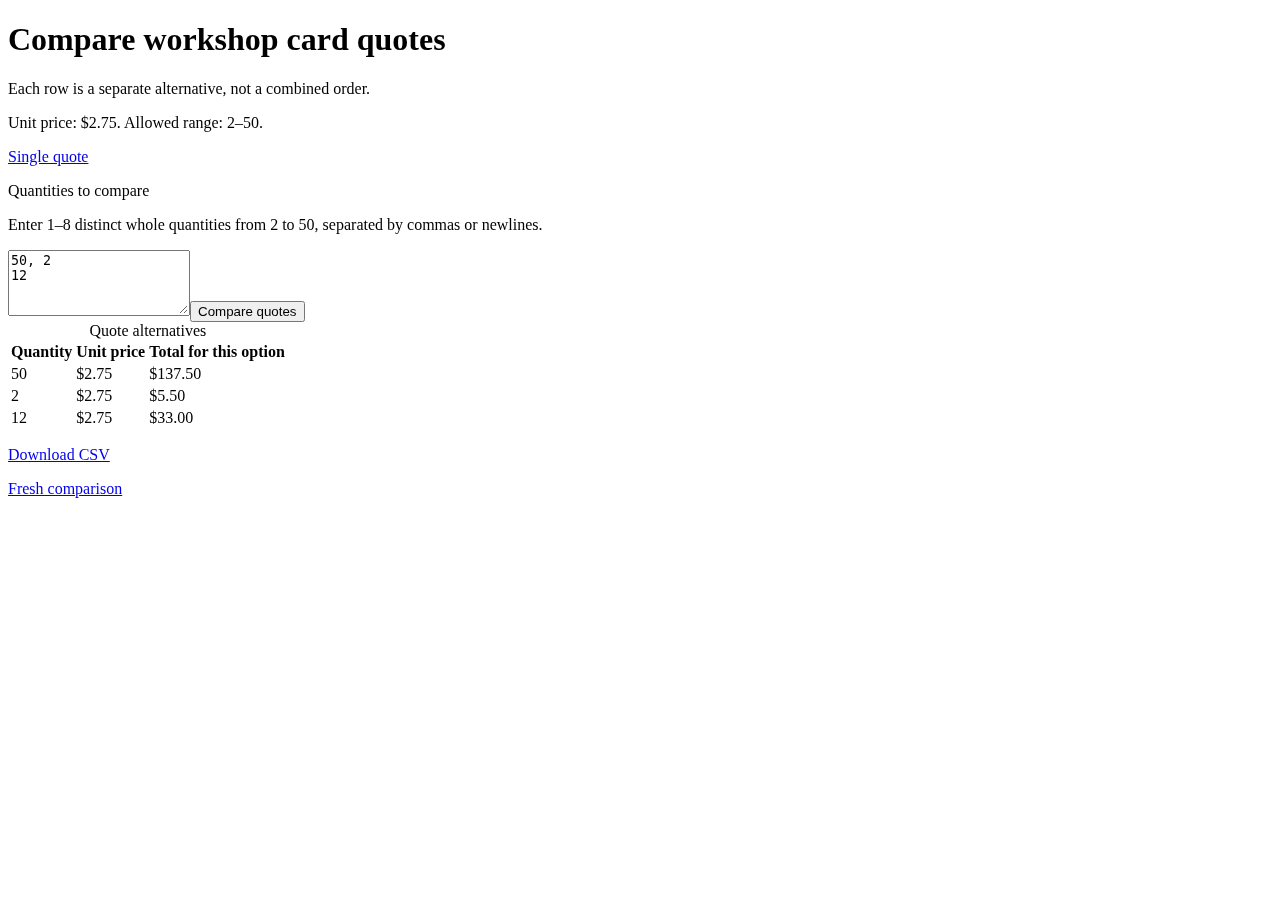 Compare workshop card quotes
Each row is a separate alternative, not a combined order.
Unit price: $2.75. Allowed range: 2–50.
Single quote
Quantities to compare
Enter 1–8 distinct whole quantities from 2 to 50, separated by commas or newlines.
50, 2
12
Compare quotes
Quote alternatives
Quantity Unit price Total for this option
50 $2.75 $137.50
2 $2.75 $5.50
12 $2.75 $33.00
Download CSV
Fresh comparison